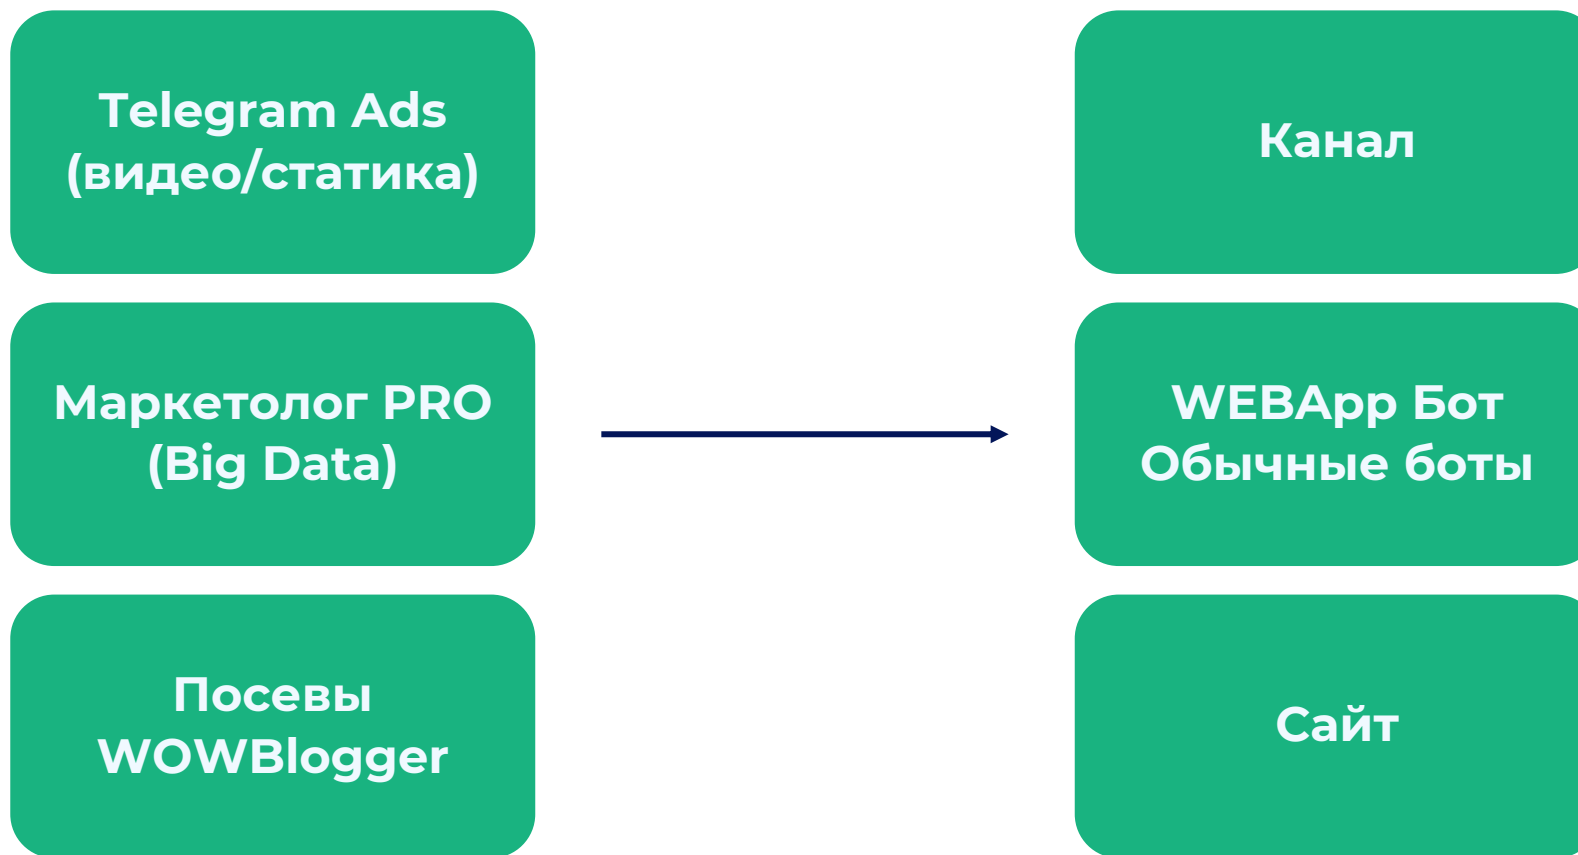 Telegram Ads
(видео/статика)
Канал
Маркетолог PRO
(Big Data)
WEBApp Бот
Обычные боты
Посевы
WOWBlogger
Сайт